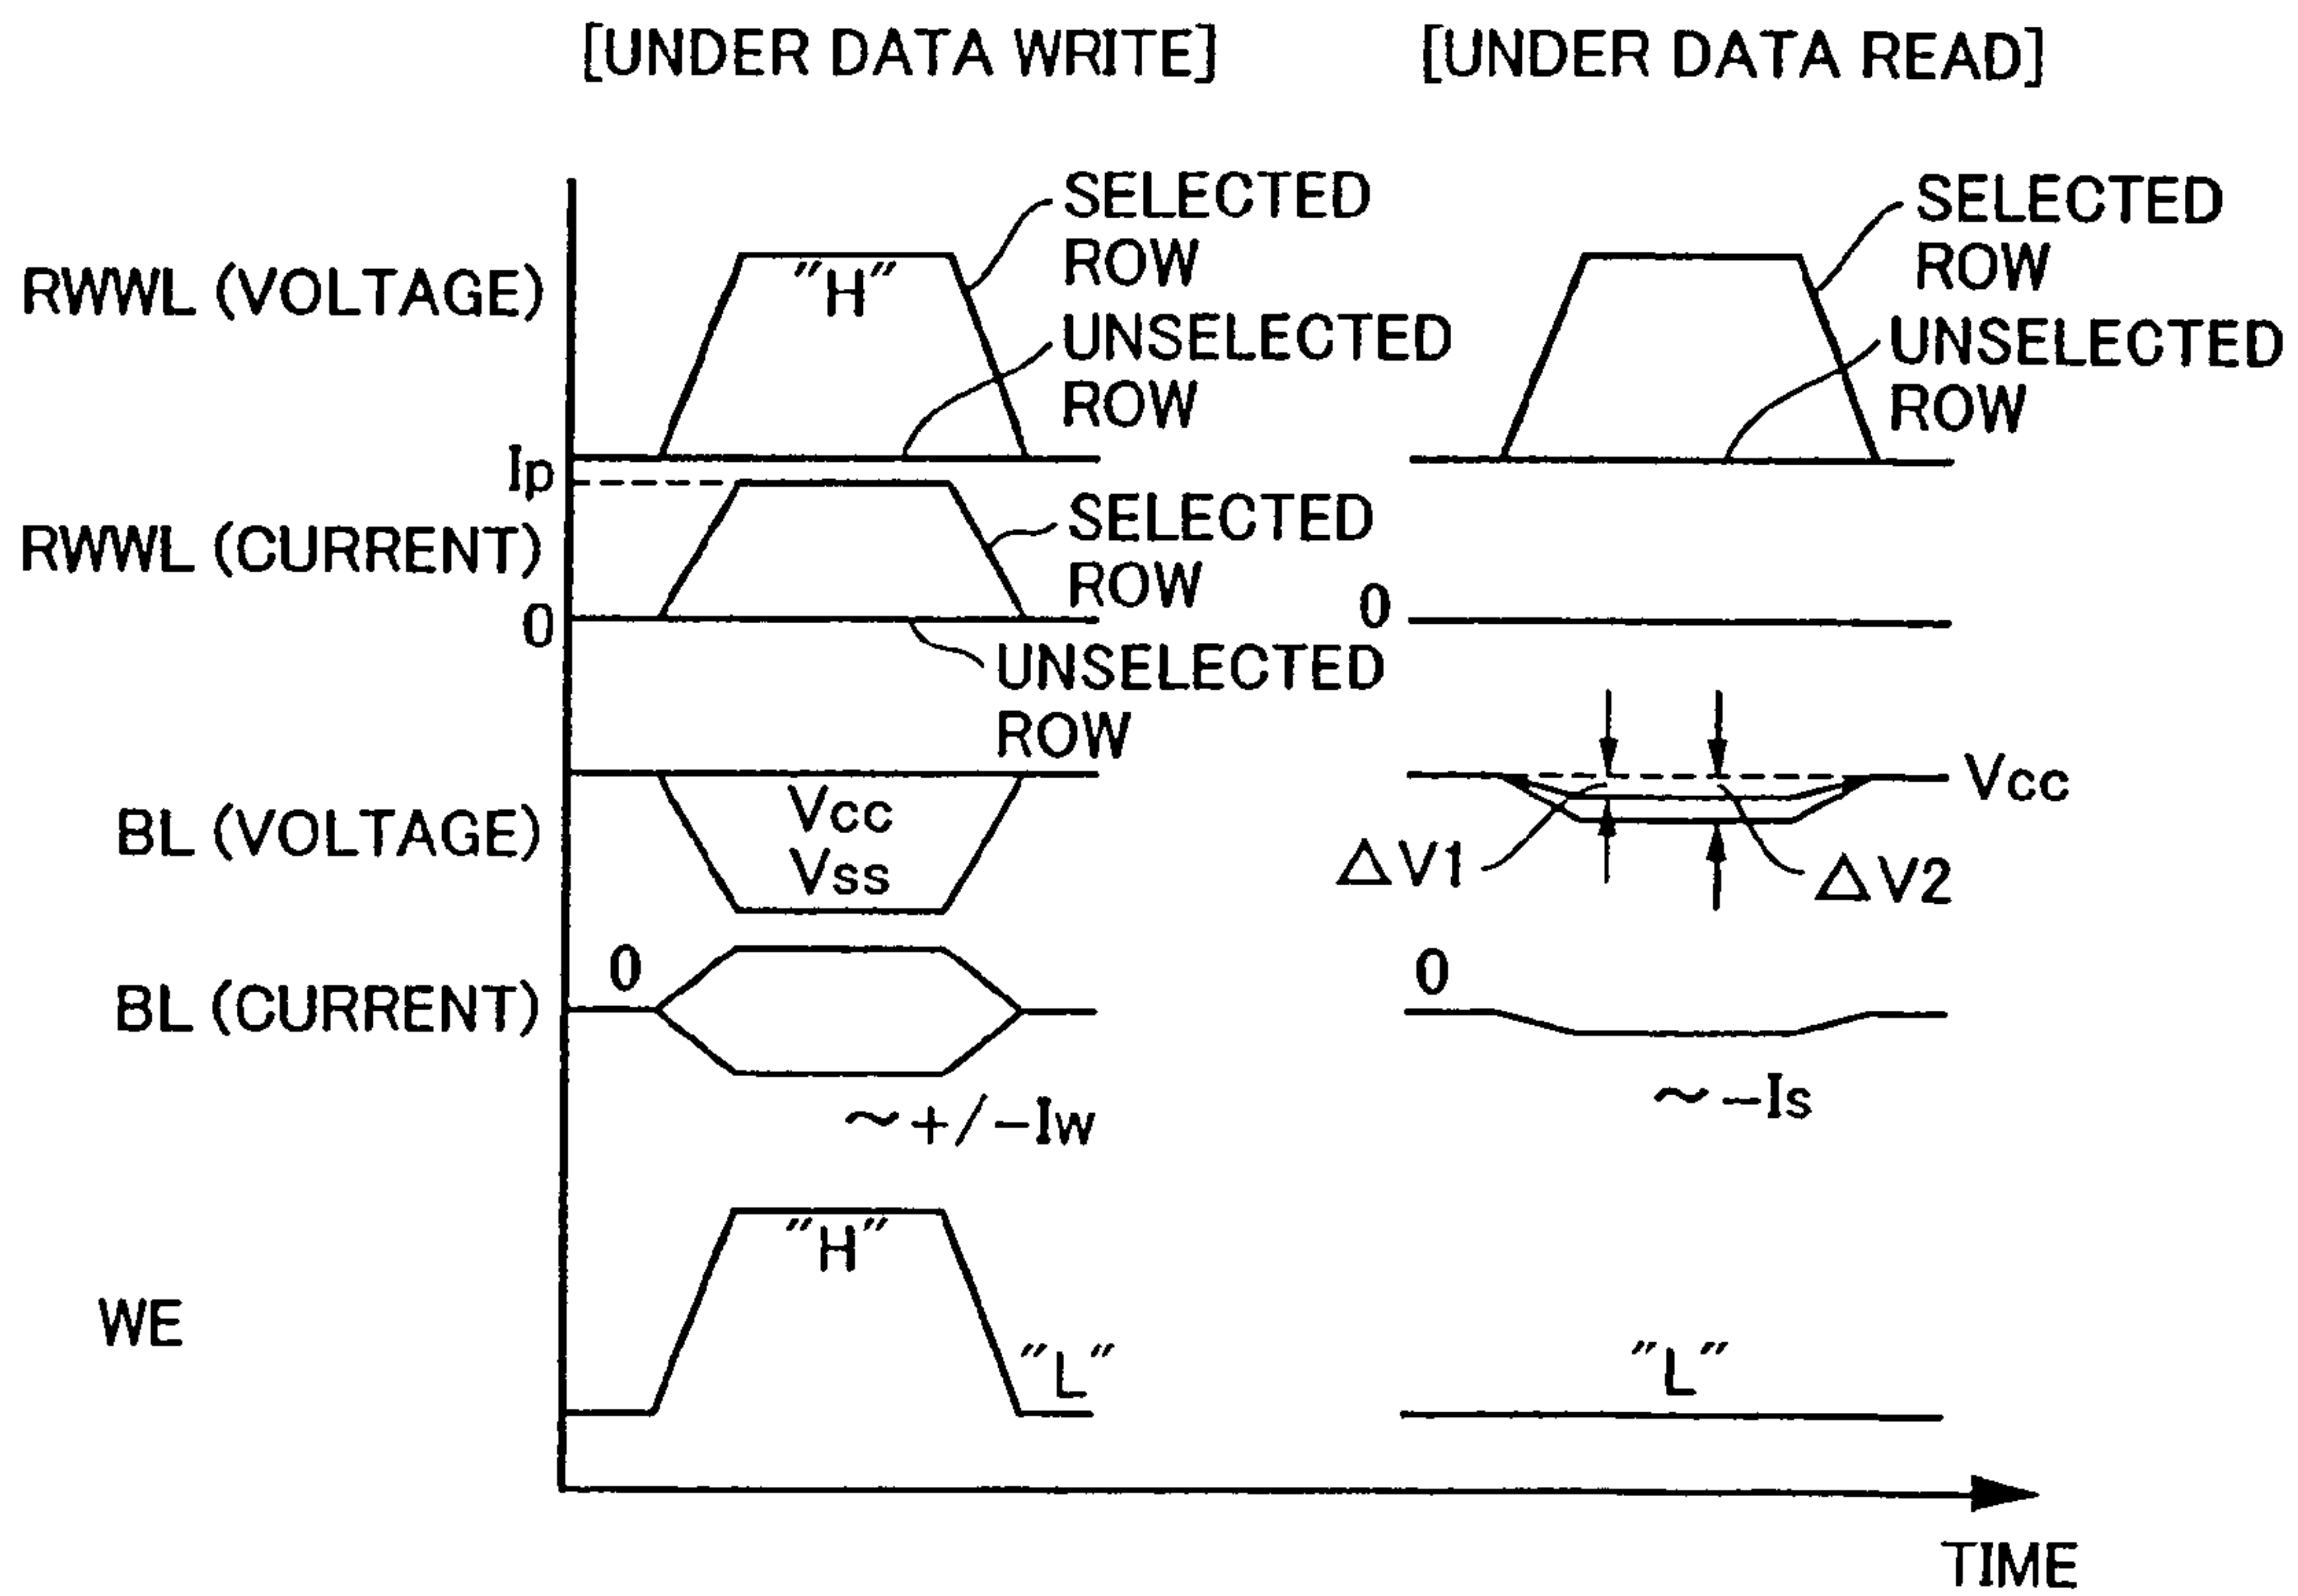 [UNDER DATA WRITE]
[UNDER DATA READ]
RWWL (VOLTAGE)
"H"
SELECTED
ROW
UNSELECTED
ROW
SELECTED
ROW
UNSELECTED
ROW
Ip
RWWL (CURRENT)
0
SELECTED
ROW
UNSELECTED
ROW
0
BL (VOLTAGE)
Vcc
Vss
Vcc
△V1
△V2
BL (CURRENT)
0
~+/-Iw
0
~-Is
WE
"H"
"L"
"L"
TIME